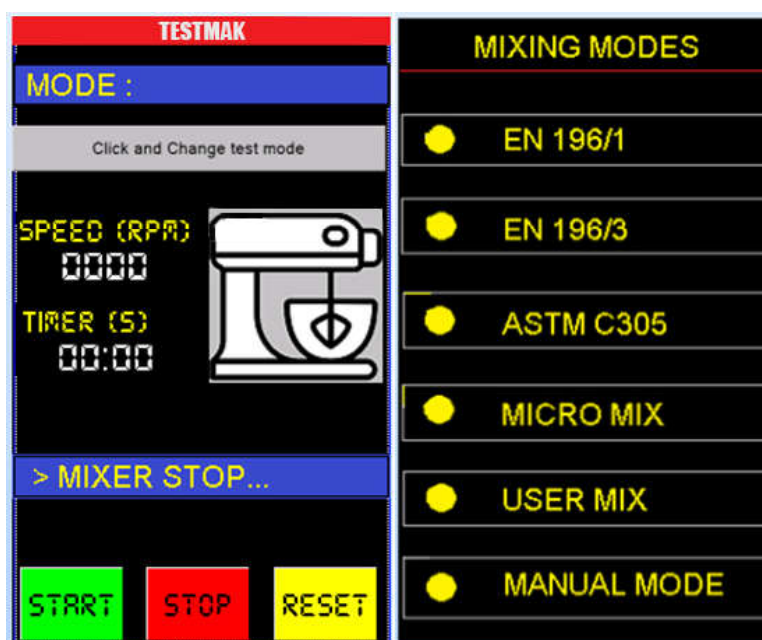 TESTMAK
MODE :
Click and Change test mode
SPEED (RPM)
0000
TIMER (S)
00:00
> MIXER STOP...
START
STOP
RESET
MIXING MODES
EN 196/1
EN 196/3
ASTM C305
MICRO MIX
USER MIX
MANUAL MODE